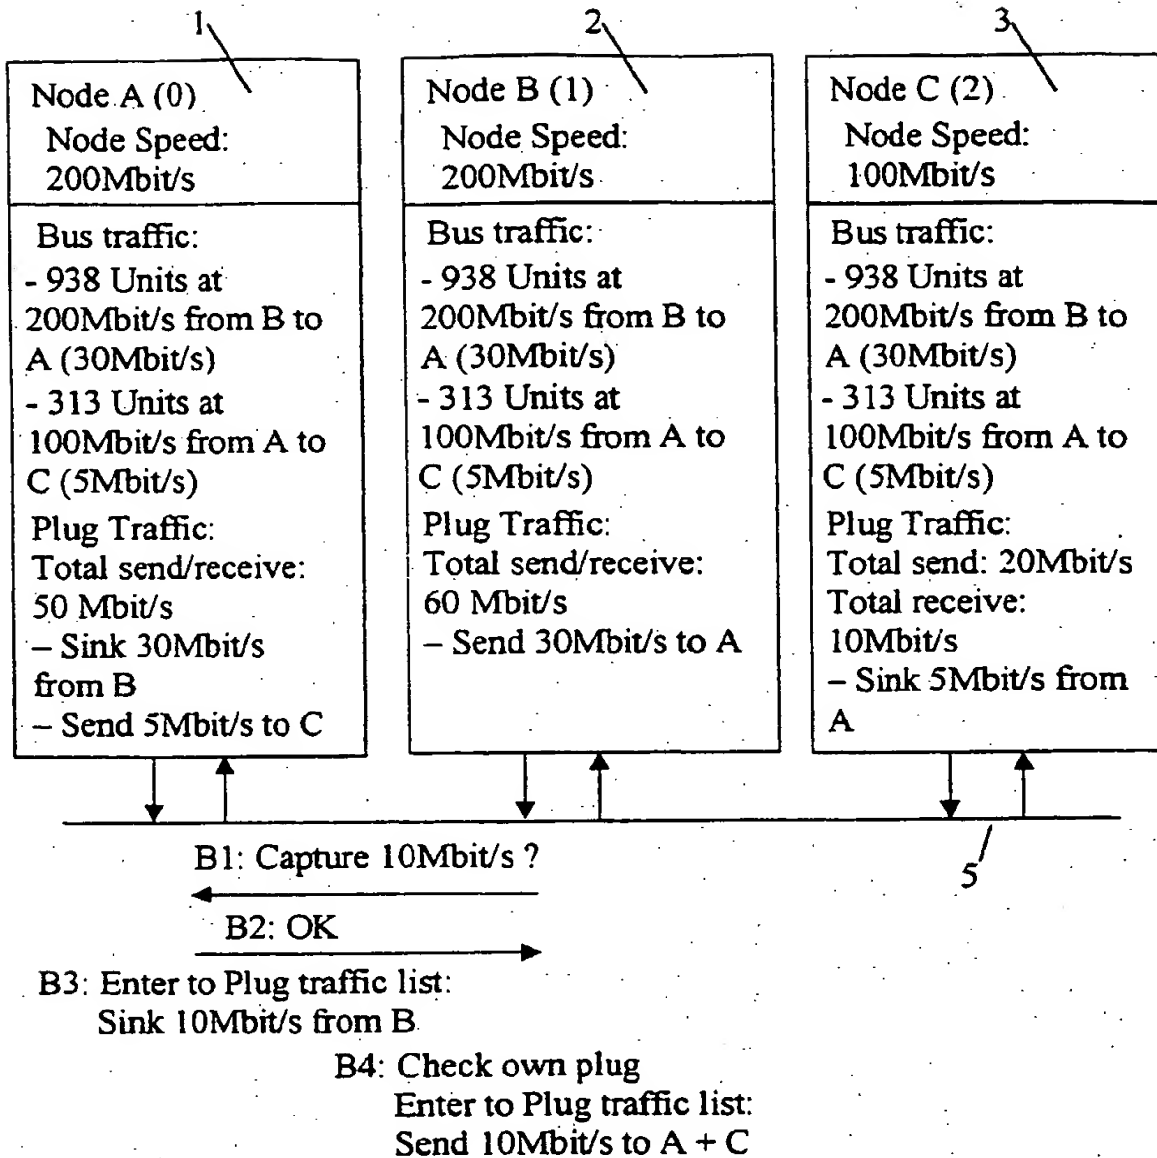 1
2
3
Node A (0)
Node Speed:
200Mbit/s
Bus traffic:
- 938 Units at
200Mbit/s from B to
A (30Mbit/s)
- 313 Units at
100Mbit/s from A to
C (5Mbit/s)
Plug Traffic:
Total send/receive:
50 Mbit/s
– Sink 30Mbit/s
from B
– Send 5Mbit/s to C
Node B (1)
Node Speed:
200Mbit/s
Bus traffic:
- 938 Units at
200Mbit/s from B to
A (30Mbit/s)
- 313 Units at
100Mbit/s from A to
C (5Mbit/s)
Plug Traffic:
Total send/receive:
60 Mbit/s
– Send 30Mbit/s to A
Node C (2)
Node Speed:
100Mbit/s
Bus traffic:
- 938 Units at
200Mbit/s from B to
A (30Mbit/s)
- 313 Units at
100Mbit/s from A to
C (5Mbit/s)
Plug Traffic:
Total send: 20Mbit/s
Total receive:
10Mbit/s
– Sink 5Mbit/s from
A
5
B1: Capture 10Mbit/s ?
B2: OK
B3: Enter to Plug traffic list:
Sink 10Mbit/s from B
B4: Check own plug
Enter to Plug traffic list:
Send 10Mbit/s to A + C